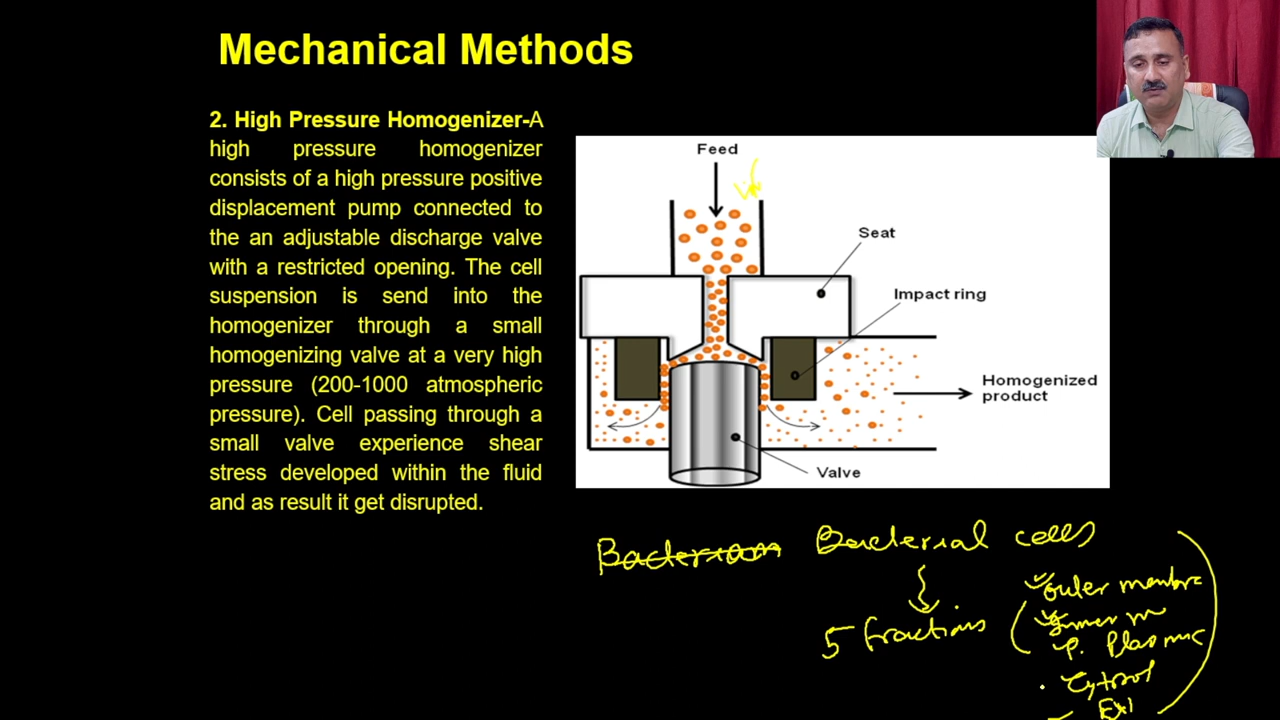 Mechanical Methods
2. High Pressure Homogenizer-A
high pressure homogenizer
consists of a high pressure positive
displacement pump connected to
the an adjustable discharge valve
with a restricted opening. The cell
suspension is send into the
homogenizer through a small
homogenizing valve at a very high
pressure (200-1000 atmospheric
pressure). Cell passing through a
small valve experience shear
stress developed within the fluid
and as result it get disrupted.
Feed
Seat
Impact ring
Homogenized
product
Valve
Bacterial cells
5 fractions
outer membra
Inner m
P. Plasmic
Cytosol